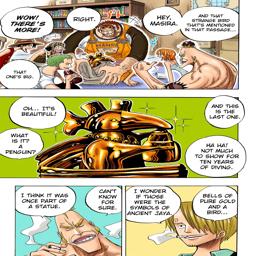 WOW!
THERE'S
MORE!
RIGHT.
HEY,
MASIRA.
AND THAT
STRANGE BIRD
THAT'S MENTIONED
IN THAT PASSAGE...
THAT
ONE'S BIG.
OH... IT'S
BEAUTIFUL!
WHAT
IS IT?
A
PENGUIN?
AND THIS
IS THE
LAST ONE.
HA HA!
NOT MUCH
TO SHOW FOR
TEN YEARS
OF DIVING.
I THINK IT WAS
ONCE PART OF
A STATUE.
CAN'T
KNOW FOR
SURE.
I WONDER
IF THOSE
WERE THE
SYMBOLS OF
ANCIENT JAYA.
BELLS OF
PURE GOLD
AND A
BIRD...